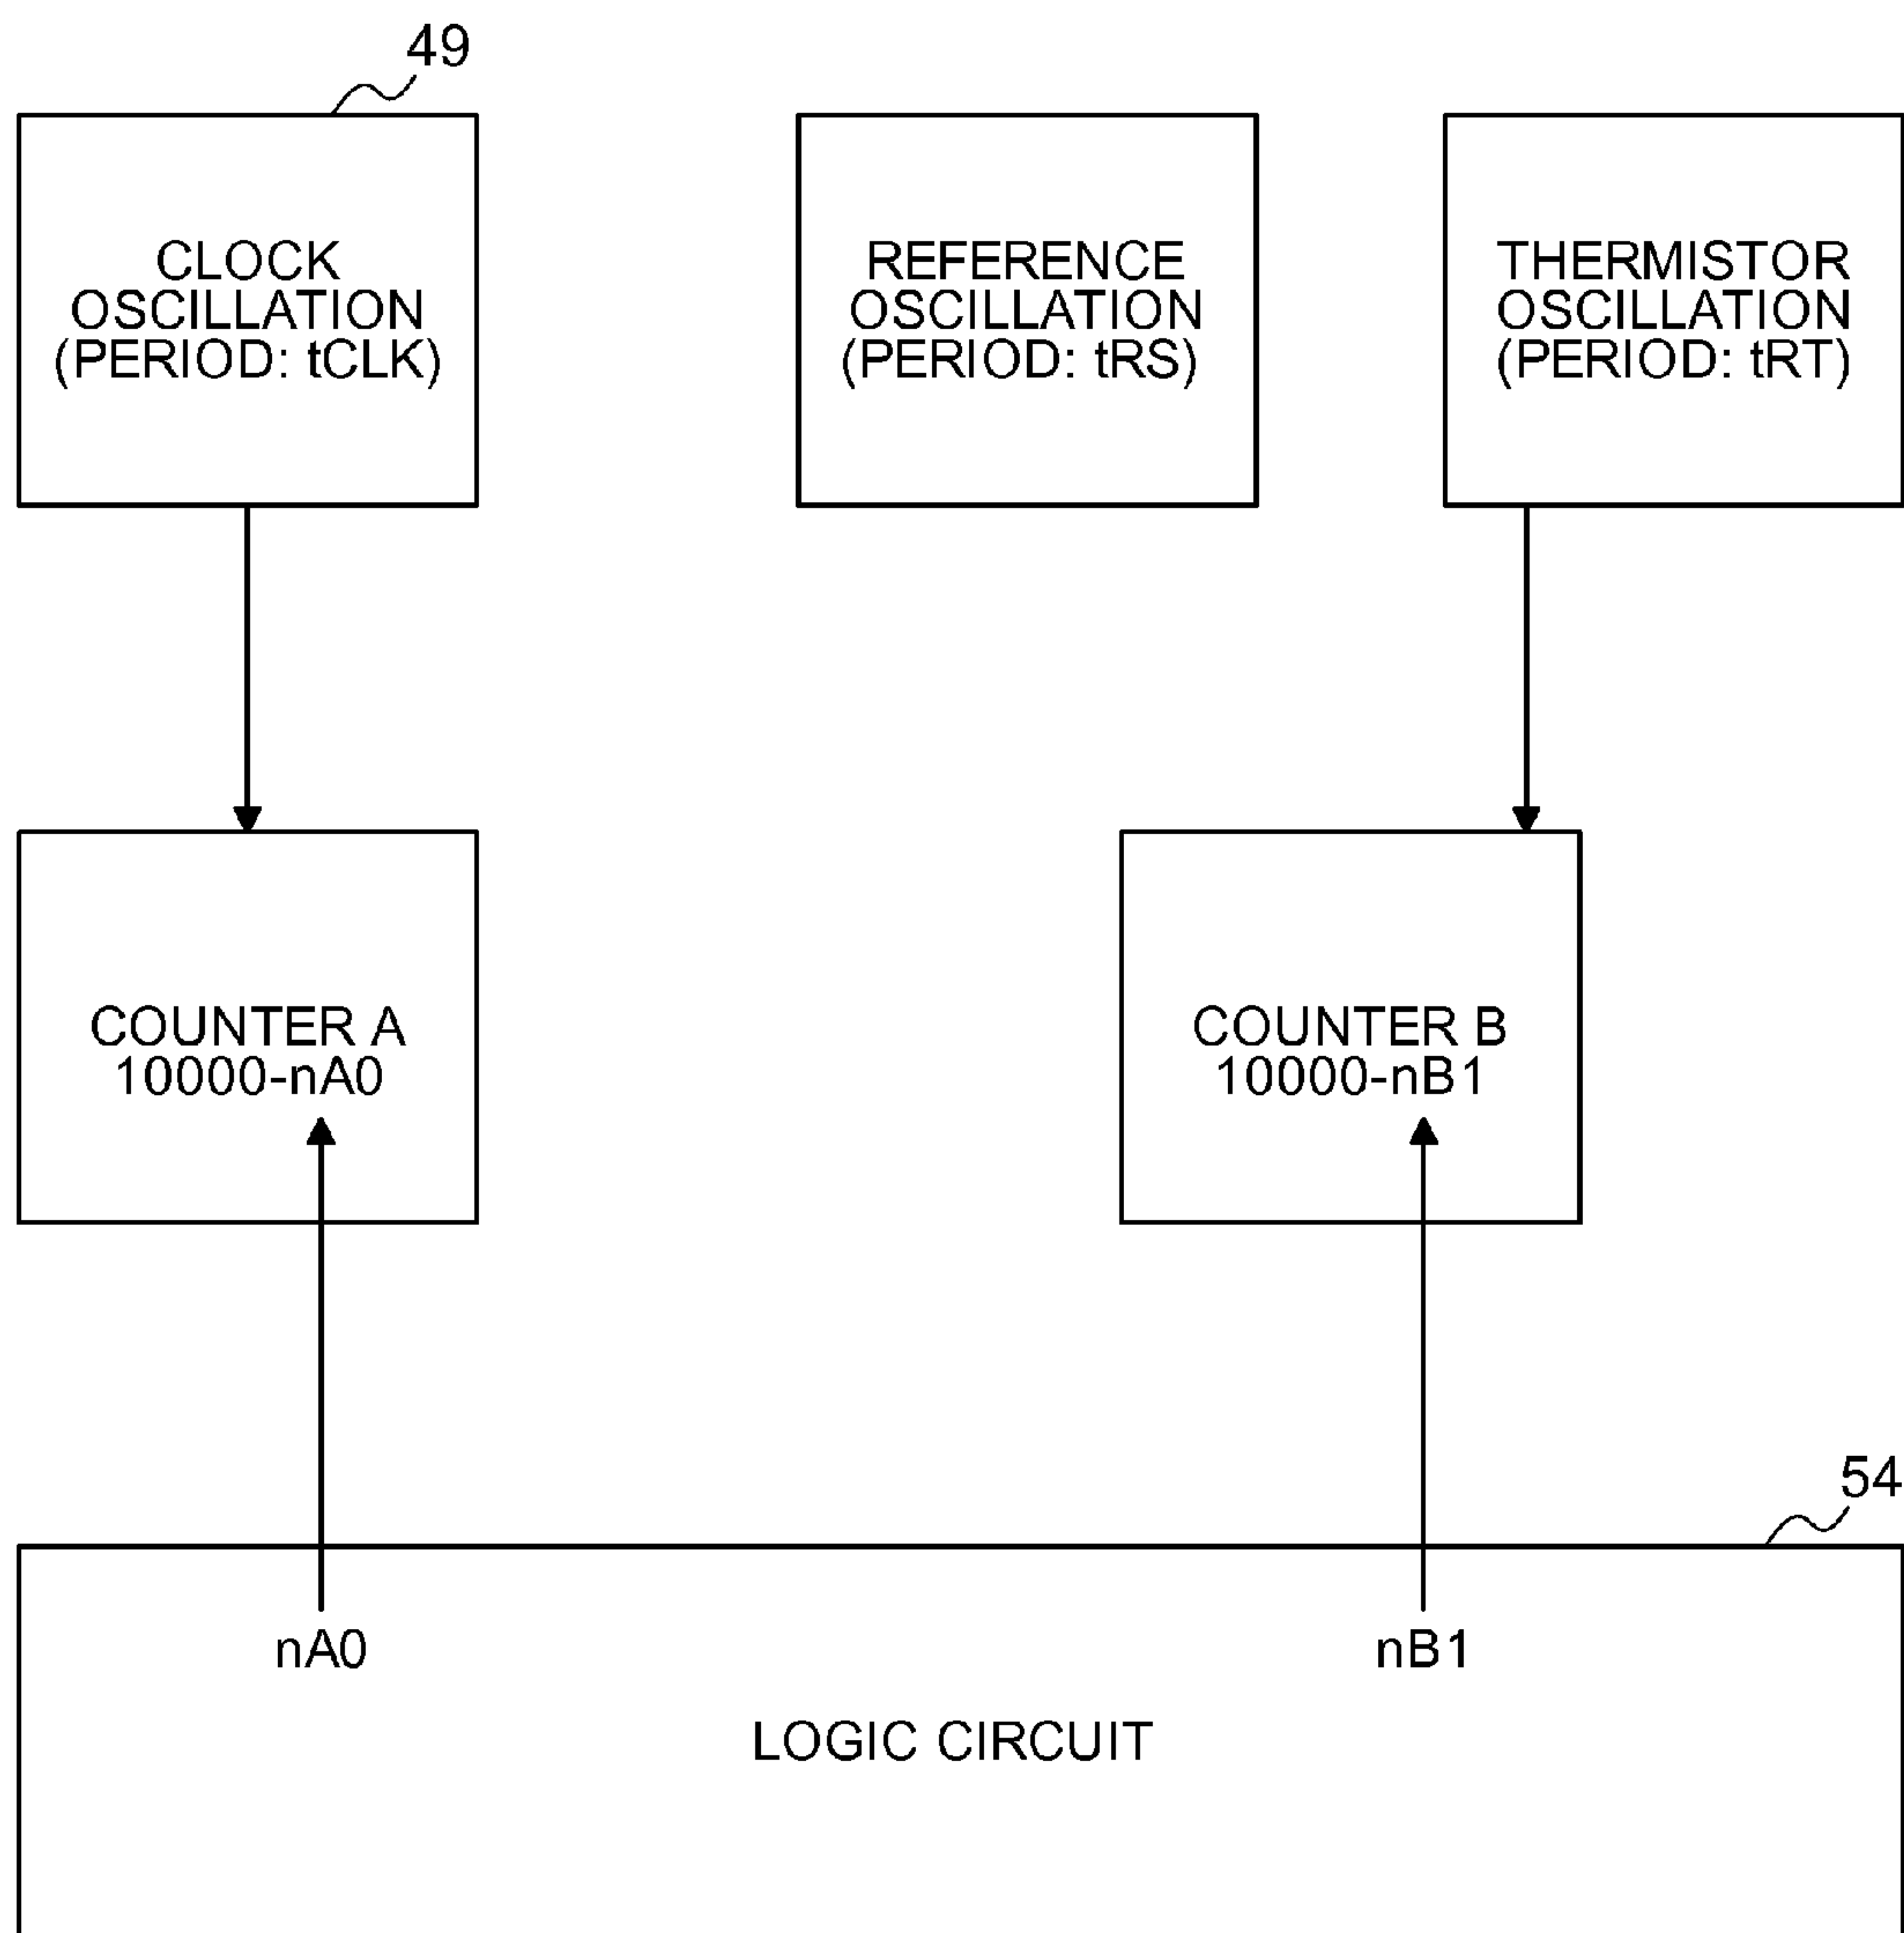 49
CLOCK
OSCILLATION
(PERIOD: tCLK)
REFERENCE
OSCILLATION
(PERIOD: tRS)
THERMISTOR
OSCILLATION
(PERIOD: tRT)
COUNTER A
10000-nA0
COUNTER B
10000-nB1
54
nA0
nB1
LOGIC CIRCUIT